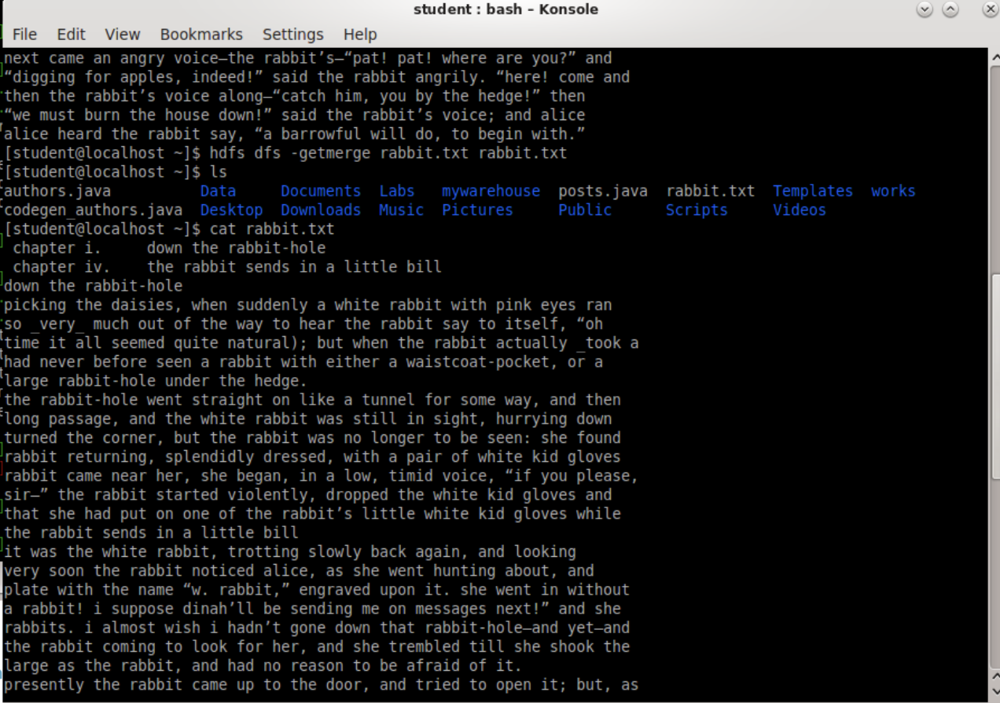 student : bash – Konsole
File Edit View Bookmarks Settings Help
next came an angry voice—the rabbit’s—“pat! pat! where are you?” and
“digging for apples, indeed!” said the rabbit angrily. “here! come and
then the rabbit’s voice along—“catch him, you by the hedge!” then
“we must burn the house down!” said the rabbit’s voice; and alice
alice heard the rabbit say, “a barrowful will do, to begin with.”
[student@localhost ~]$ hdfs dfs -getmerge rabbit.txt rabbit.txt
[student@localhost ~]$ ls
authors.java Data Documents Labs mywarehouse posts.java rabbit.txt Templates works
codegen_authors.java Desktop Downloads Music Pictures Public Scripts Videos
[student@localhost ~]$ cat rabbit.txt
chapter i. down the rabbit-hole
chapter iv. the rabbit sends in a little bill
down the rabbit-hole
picking the daisies, when suddenly a white rabbit with pink eyes ran
so _very_ much out of the way to hear the rabbit say to itself, “oh
time it all seemed quite natural); but when the rabbit actually _took a
had never before seen a rabbit with either a waistcoat-pocket, or a
large rabbit-hole under the hedge.
the rabbit-hole went straight on like a tunnel for some way, and then
long passage, and the white rabbit was still in sight, hurrying down
turned the corner, but the rabbit was no longer to be seen: she found
rabbit returning, splendidly dressed, with a pair of white kid gloves
rabbit came near her, she began, in a low, timid voice, “if you please,
sir—” the rabbit started violently, dropped the white kid gloves and
that she had put on one of the rabbit’s little white kid gloves while
the rabbit sends in a little bill
it was the white rabbit, trotting slowly back again, and looking
very soon the rabbit noticed alice, as she went hunting about, and
plate with the name “w. rabbit,” engraved upon it. she went in without
a rabbit! i suppose dinah’ll be sending me on messages next!” and she
rabbits. i almost wish i hadn’t gone down that rabbit-hole—and yet—and
the rabbit coming to look for her, and she trembled till she shook the
large as the rabbit, and had no reason to be afraid of it.
presently the rabbit came up to the door, and tried to open it; but, as